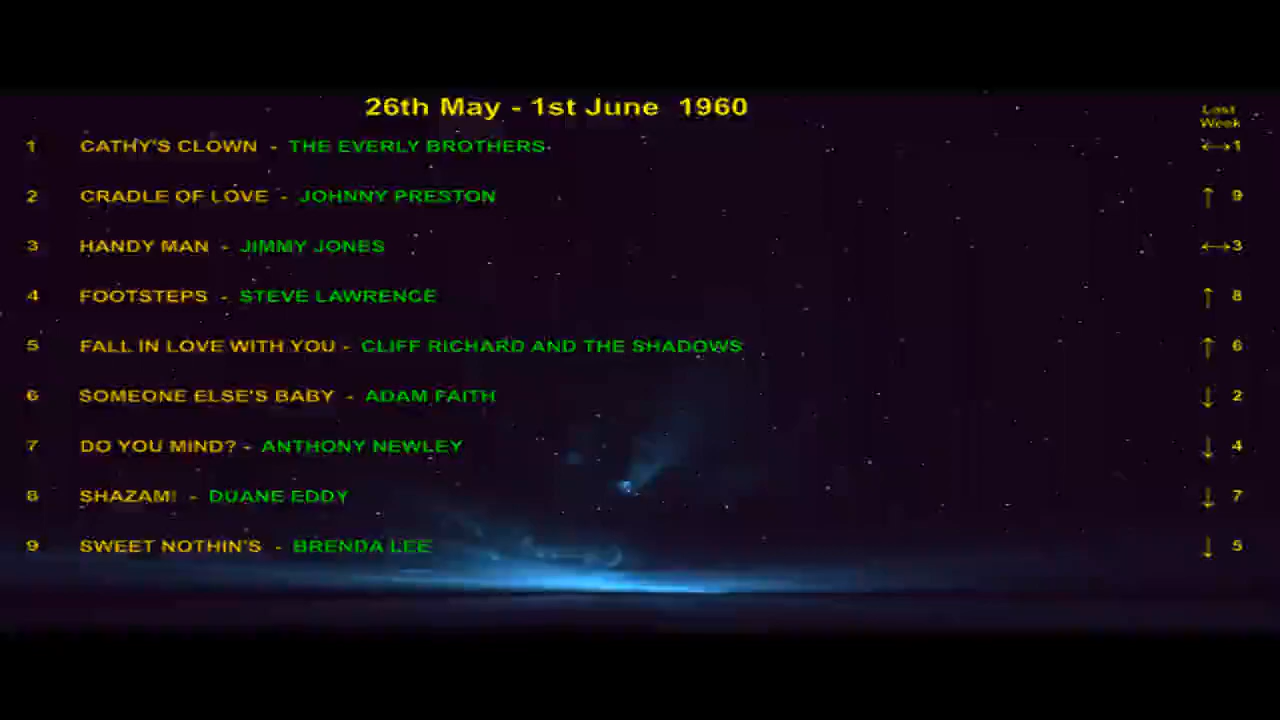 26th May - 1st June 1960
Last
Week
1 CATHY'S CLOWN - THE EVERLY BROTHERS ↔1
2 CRADLE OF LOVE - JOHNNY PRESTON ↑ 9
3 HANDY MAN - JIMMY JONES ↔3
4 FOOTSTEPS - STEVE LAWRENCE ↑ 8
5 FALL IN LOVE WITH YOU - CLIFF RICHARD AND THE SHADOWS ↑ 6
6 SOMEONE ELSE'S BABY - ADAM FAITH ↓ 2
7 DO YOU MIND? - ANTHONY NEWLEY ↓ 4
8 SHAZAM! - DUANE EDDY ↓ 7
9 SWEET NOTHIN'S - BRENDA LEE ↓ 5